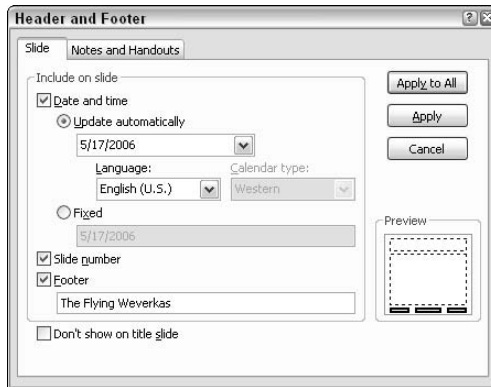 Header and Footer
Slide
Notes and Handouts
Include on slide
Date and time
Update automatically
5/17/2006
Language:
Calendar type:
English (U.S.)
Western
Fixed
5/17/2006
Slide number
Footer
The Flying Weverkas
Don't show on title slide
Apply to All
Apply
Cancel
Preview